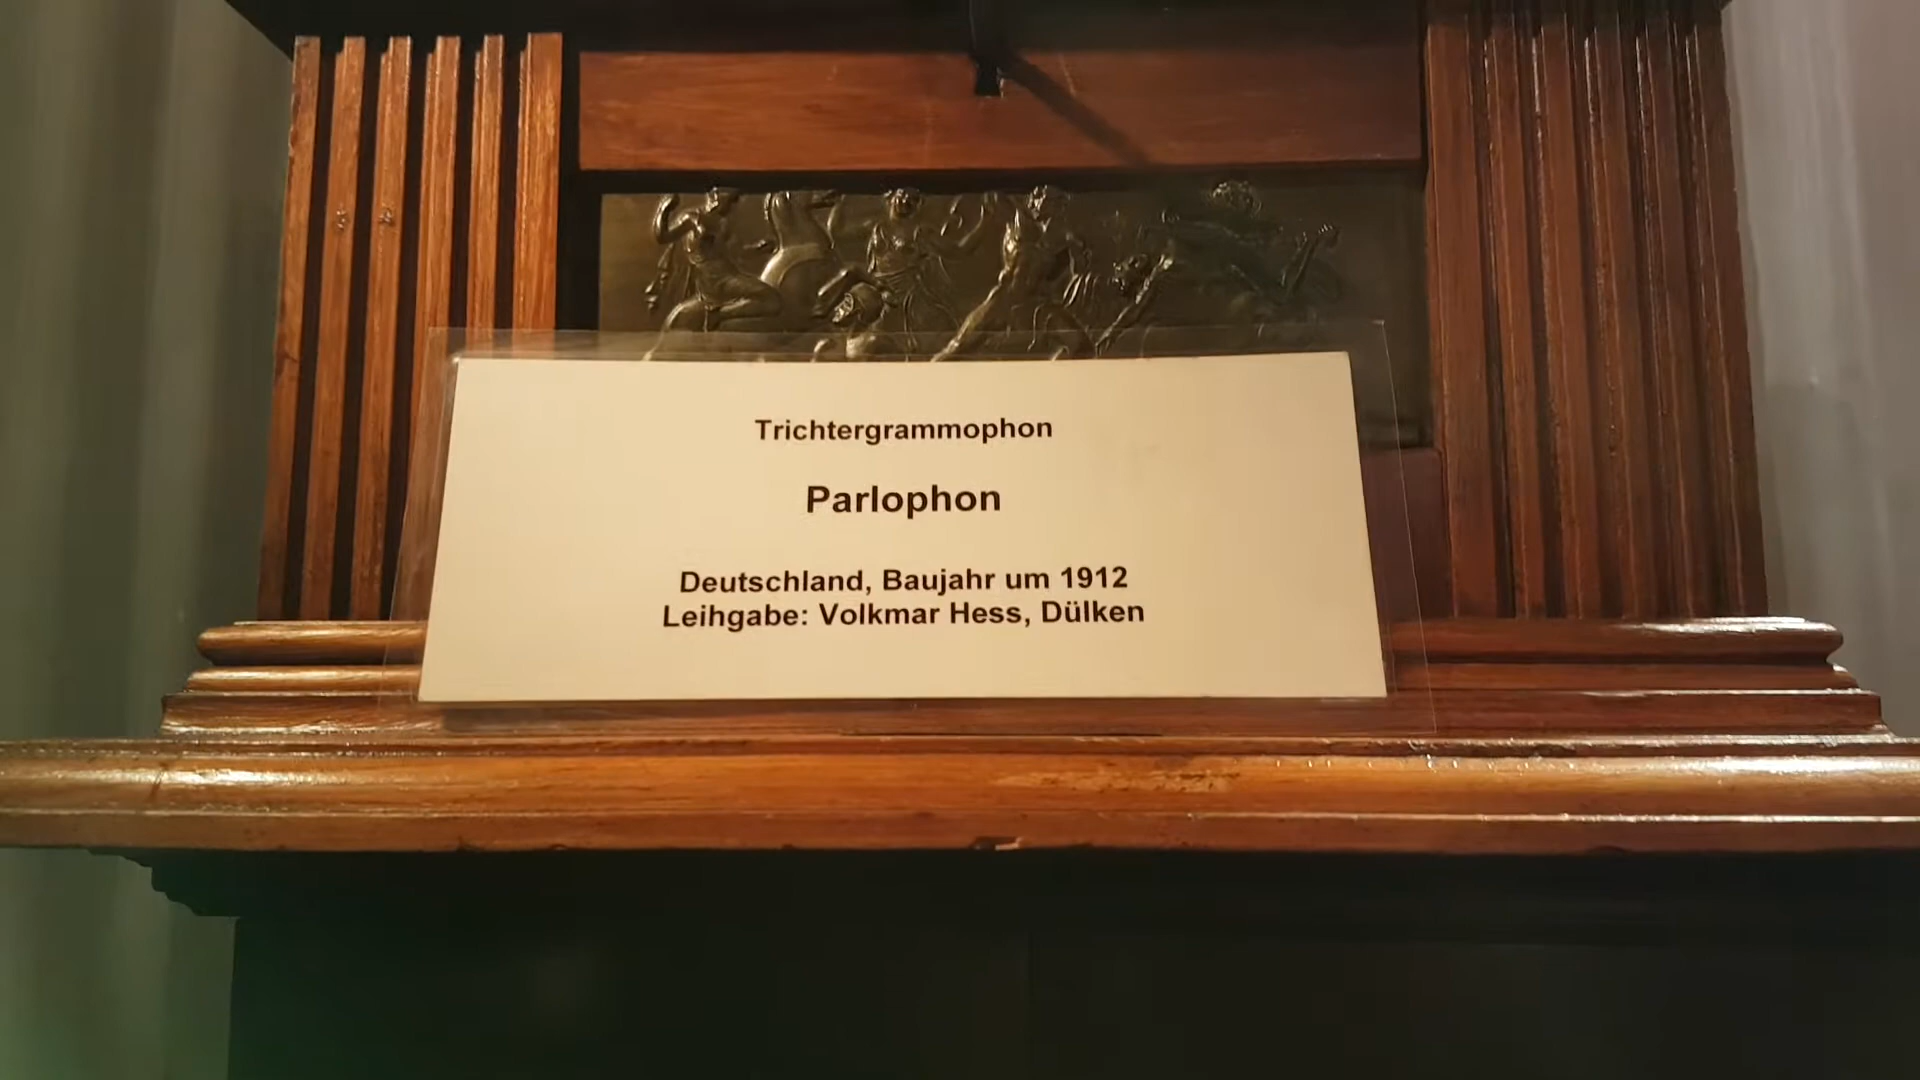 Trichtergrammophon
Parlophon
Deutschland, Baujahr um 1912
Leihgabe: Volkmar Hess, Dülken